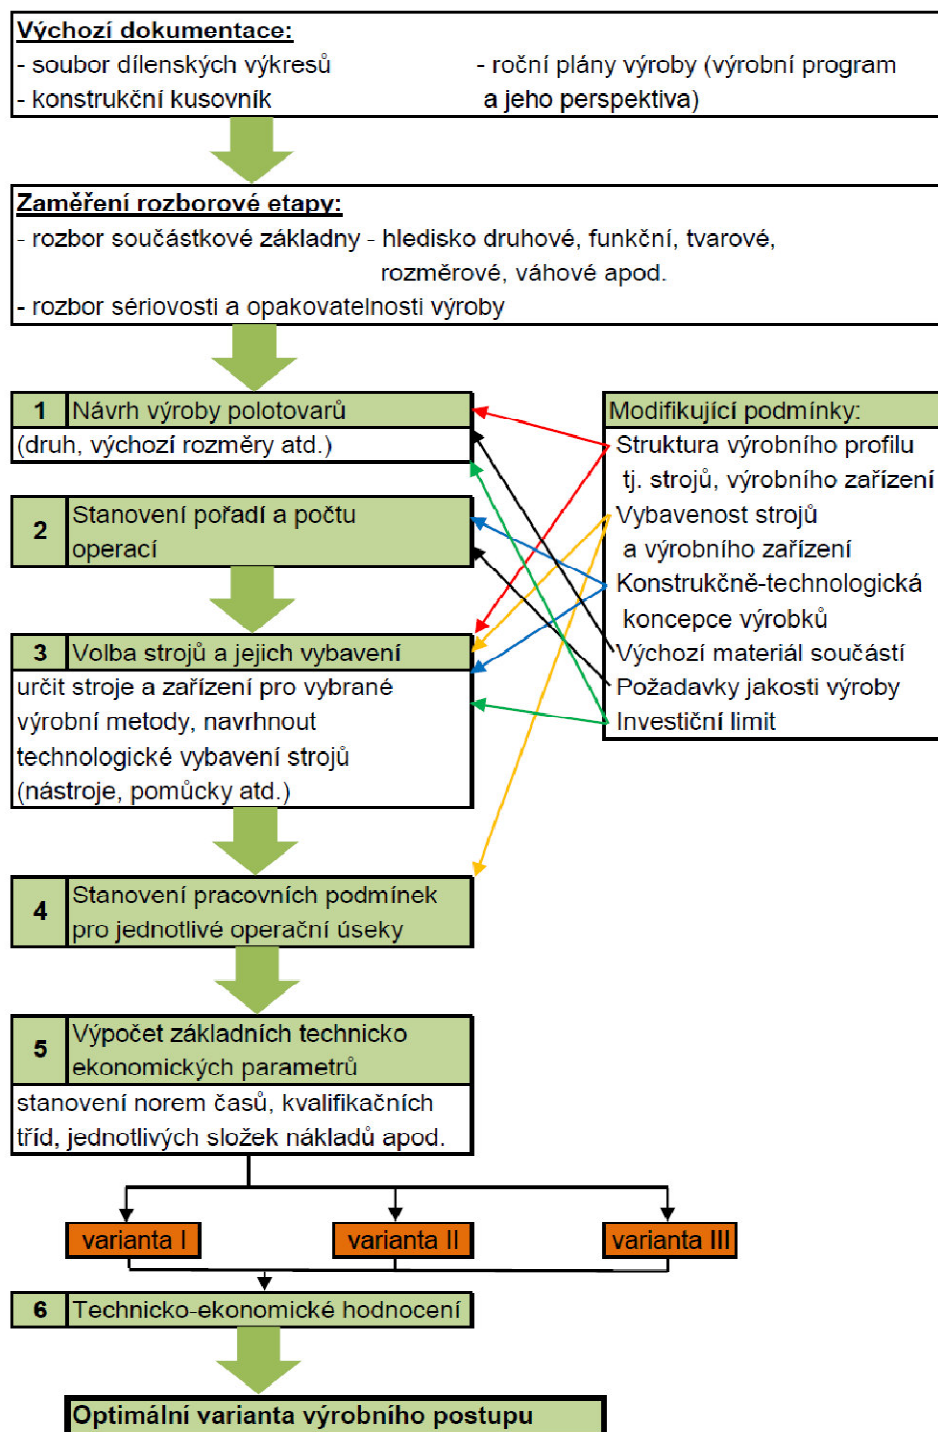 Výchozí dokumentace:
- soubor dílenských výkresů
- konstrukční kusovník
- roční plány výroby (výrobní program
a jeho perspektiva)
Zaměření rozborové etapy:
- rozbor součástkové základny - hledisko druhové, funkční, tvarové,
rozměrové, váhové apod.
- rozbor sériovosti a opakovatelnosti výroby
1 Návrh výroby polotovarů
(druh, výchozí rozměry atd.)
2 Stanovení pořadí a počtu
operací
3 Volba strojů a jejich vybavení
určit stroje a zařízení pro vybrané
výrobní metody, navrhnout
technologické vybavení strojů
(nástroje, pomůcky atd.)
Modifikující podmínky:
Struktura výrobního profilu
tj. strojů, výrobního zařízení
Vybavenost strojů
a výrobního zařízení
Konstrukčně-technologická
koncepce výrobků
Výchozí materiál součástí
Požadavky jakosti výroby
Investiční limit
4 Stanovení pracovních podmínek
pro jednotlivé operační úseky
5 Výpočet základních technicko
ekonomických parametrů
stanovení norem časů, kvalifikačních
tříd, jednotlivých složek nákladů apod.
varianta I
varianta II
varianta III
6 Technicko-ekonomické hodnocení
Optimální varianta výrobního postupu